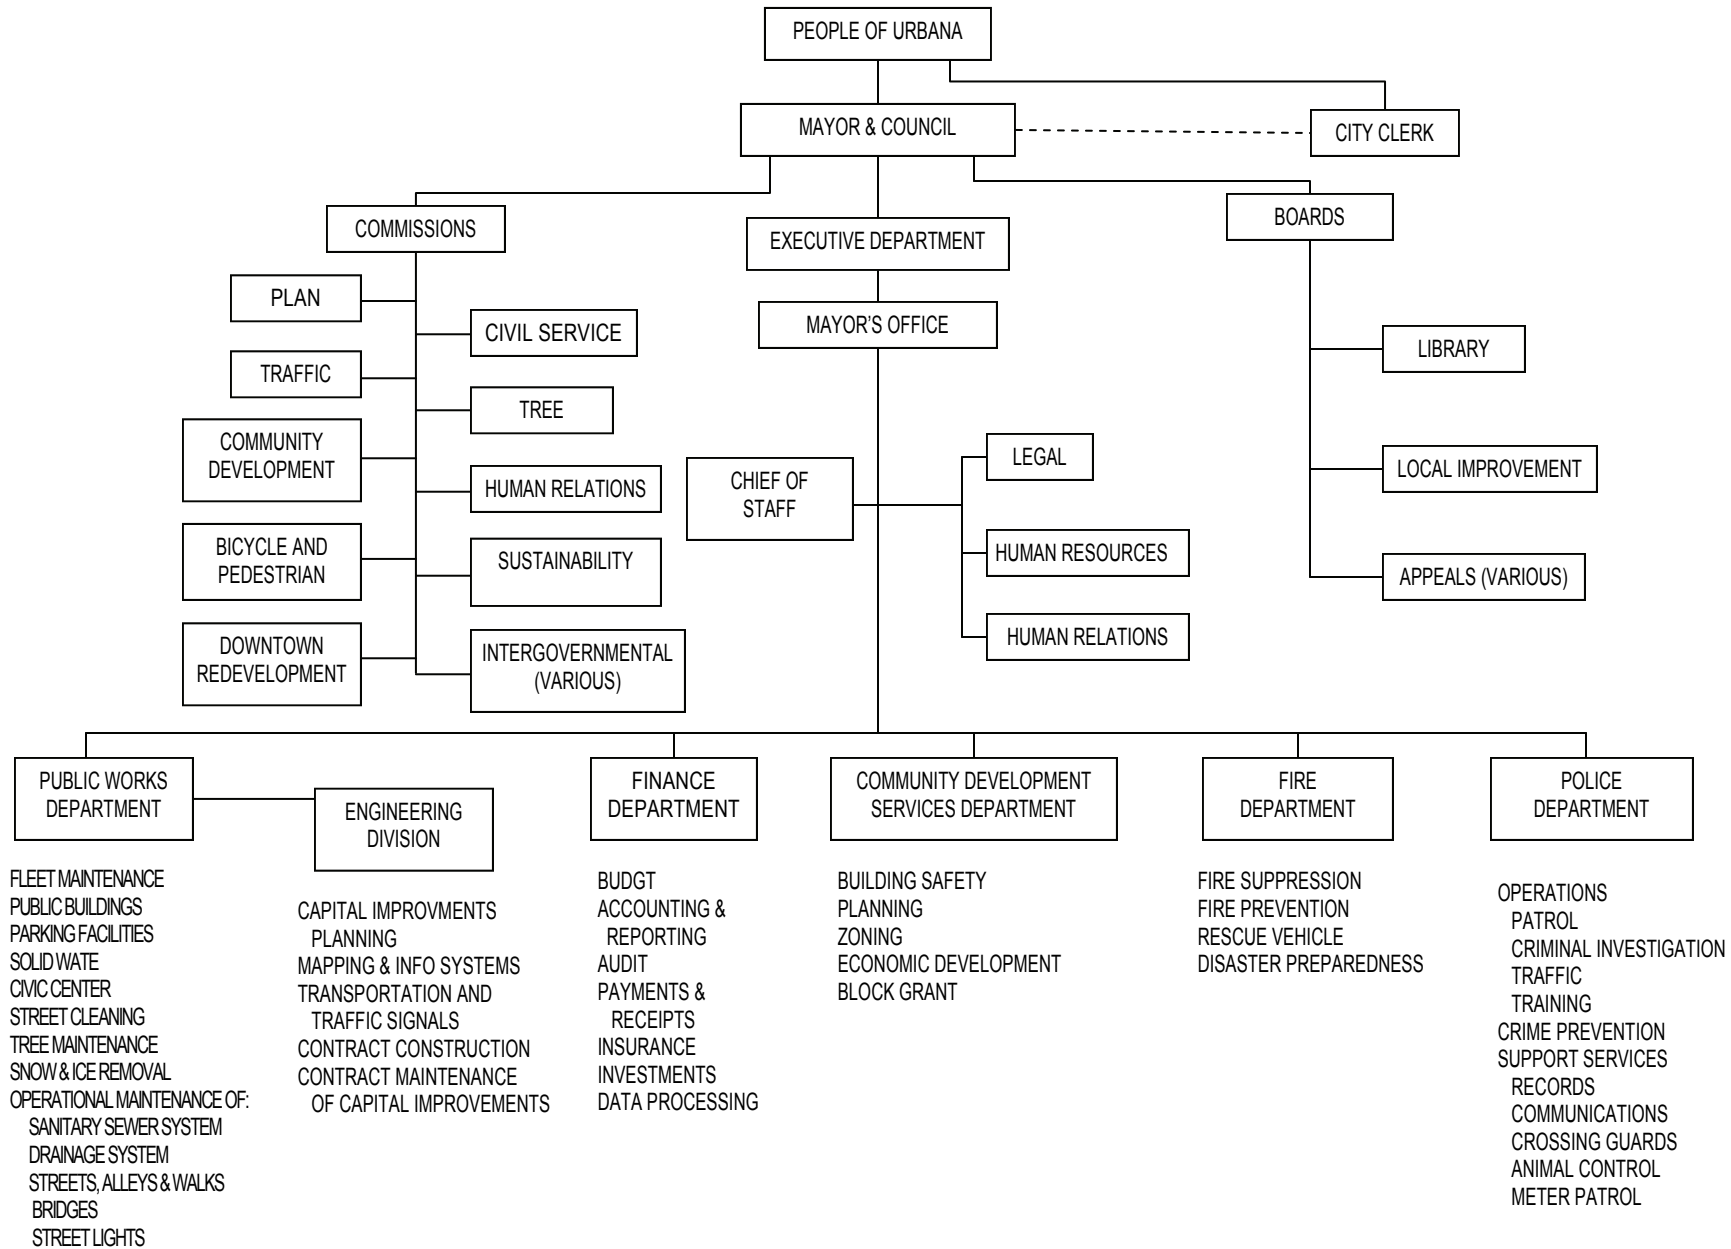 PEOPLE OF URBANA
MAYOR & COUNCIL
CITY CLERK
COMMISSIONS
EXECUTIVE DEPARTMENT
BOARDS
PLAN
CIVIL SERVICE
TRAFFIC
TREE
COMMUNITY
DEVELOPMENT
HUMAN RELATIONS
BICYCLE AND
PEDESTRIAN
SUSTAINABILITY
DOWNTOWN
REDEVELOPMENT
INTERGOVERNMENTAL
(VARIOUS)
MAYOR'S OFFICE
CHIEF OF
STAFF
LEGAL
HUMAN RESOURCES
HUMAN RELATIONS
LIBRARY
LOCAL IMPROVEMENT
APPEALS (VARIOUS)
PUBLIC WORKS
DEPARTMENT
FLEET MAINTENANCE
PUBLIC BUILDINGS
PARKING FACILITIES
SOLID WATE
CIVIC CENTER
STREET CLEANING
TREE MAINTENANCE
SNOW & ICE REMOVAL
OPERATIONAL MAINTENANCE OF:
SANITARY SEWER SYSTEM
DRAINAGE SYSTEM
STREETS, ALLEYS & WALKS
BRIDGES
STREET LIGHTS
ENGINEERING
DIVISION
CAPITAL IMPROVMENTS
PLANNING
MAPPING & INFO SYSTEMS
TRANSPORTATION AND
TRAFFIC SIGNALS
CONTRACT CONSTRUCTION
CONTRACT MAINTENANCE
OF CAPITAL IMPROVEMENTS
FINANCE
DEPARTMENT
BUDGT
ACCOUNTING &
REPORTING
AUDIT
PAYMENTS &
RECEIPTS
INSURANCE
INVESTMENTS
DATA PROCESSING
COMMUNITY DEVELOPMENT
SERVICES DEPARTMENT
BUILDING SAFETY
PLANNING
ZONING
ECONOMIC DEVELOPMENT
BLOCK GRANT
FIRE
DEPARTMENT
FIRE SUPPRESSION
FIRE PREVENTION
RESCUE VEHICLE
DISASTER PREPAREDNESS
POLICE
DEPARTMENT
OPERATIONS
PATROL
CRIMINAL INVESTIGATION
TRAFFIC
TRAINING
CRIME PREVENTION
SUPPORT SERVICES
RECORDS
COMMUNICATIONS
CROSSING GUARDS
ANIMAL CONTROL
METER PATROL